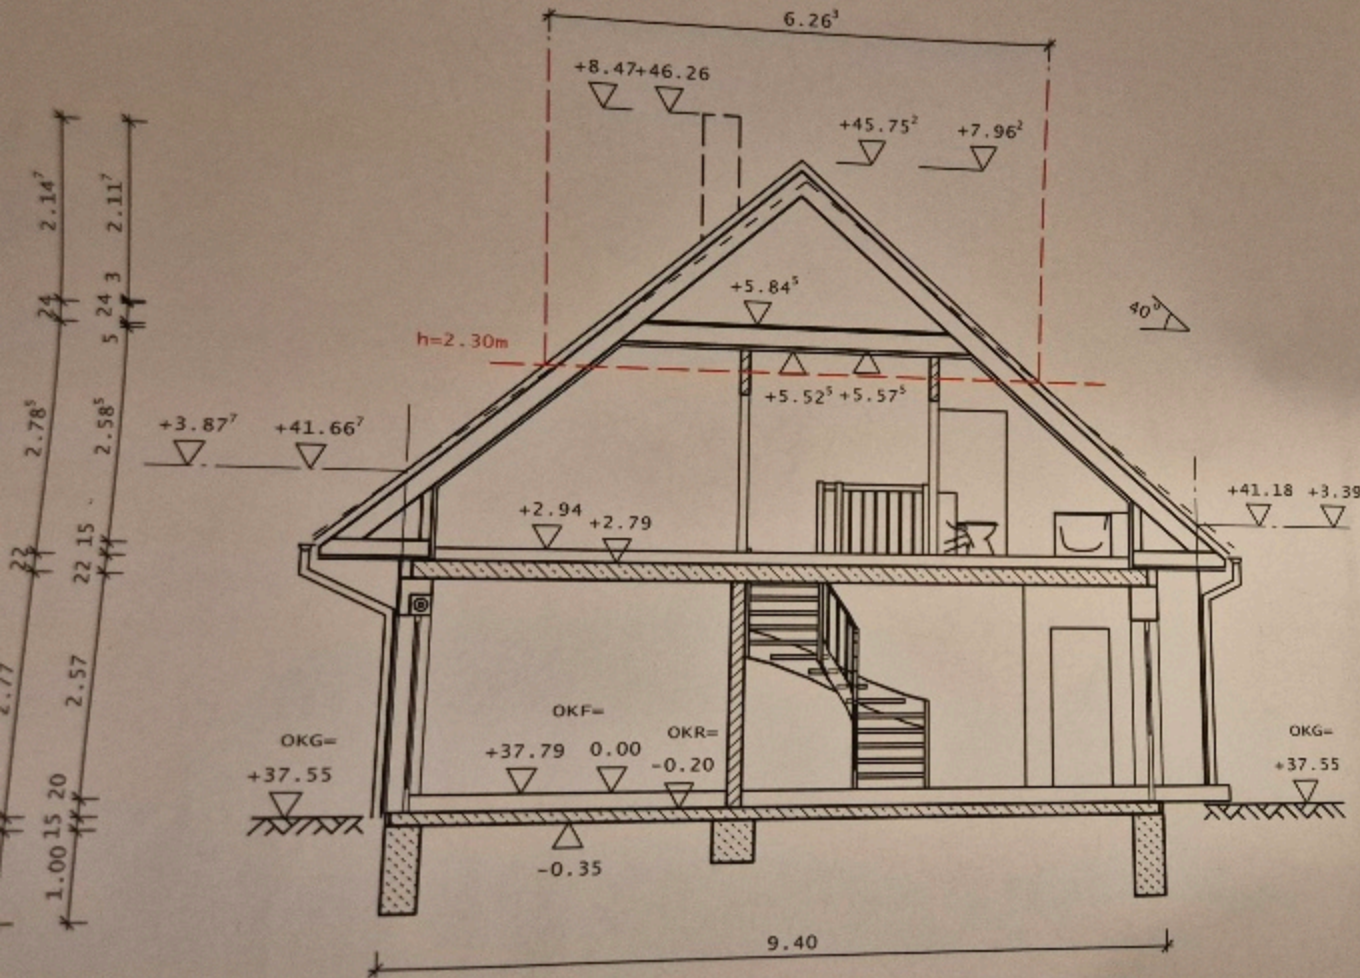 6.26³
+8.47 +46.26
+45.75² +7.96²
2.14⁷ 2.11⁷
24 24 3
5
+5.84⁵
40°
h=2.30m
+5.52⁵ +5.57⁵
2.78⁵ 2.58⁵
+3.87⁷ +41.66⁷
+41.18 +3.39
+2.94 +2.79
22 22 15
2.77 2.57
OKF=
OKR=
OKG=
OKG=
+37.79 0.00 -0.20
+37.55
+37.55
20
15
1.00
-0.35
9.40